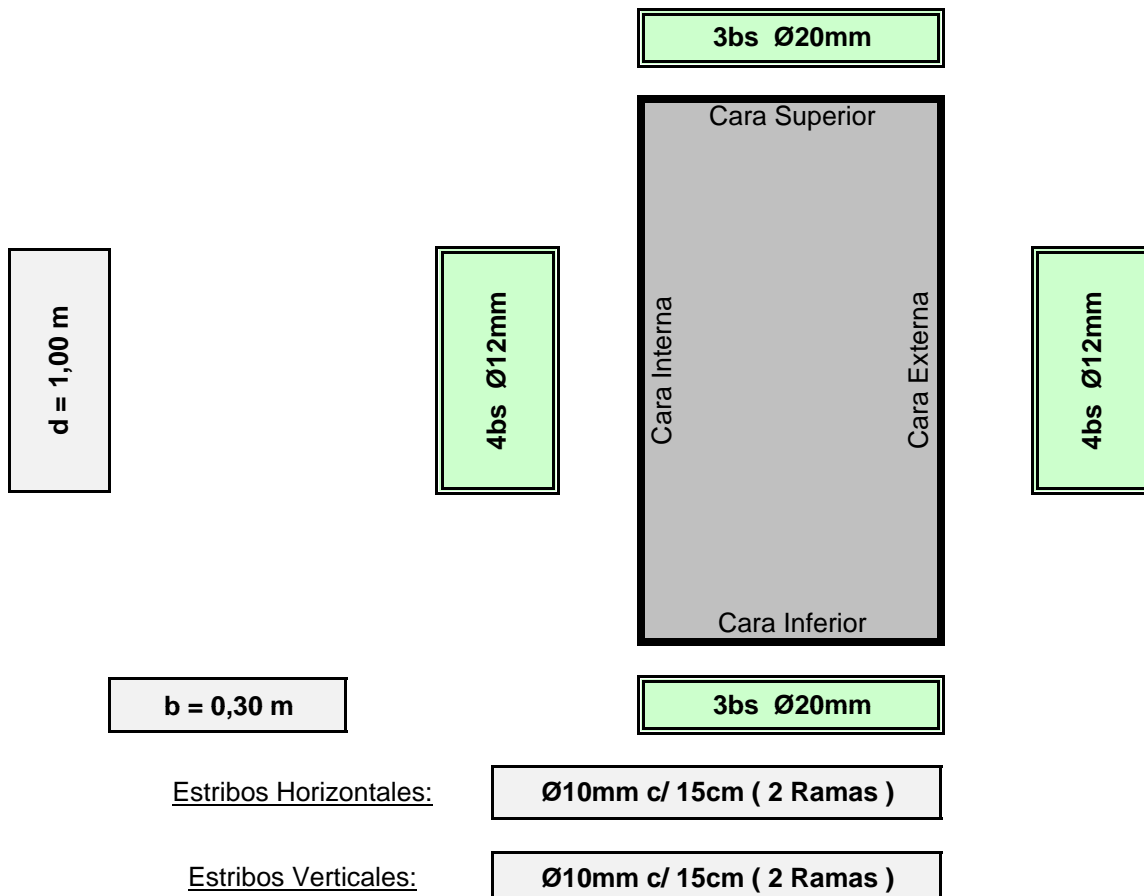 3bs Ø20mm
Cara Superior
d = 1,00 m
4bs Ø12mm
Cara Interna
Cara Externa
4bs Ø12mm
Cara Inferior
b = 0,30 m
3bs Ø20mm
Estribos Horizontales:
Ø10mm c/ 15cm ( 2 Ramas )
Estribos Verticales:
Ø10mm c/ 15cm ( 2 Ramas )